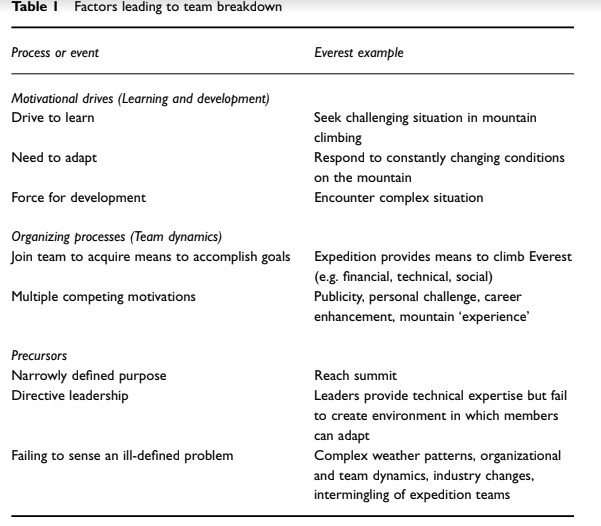 Table 1 Factors leading to team breakdown
Process or event Everest example
Motivational drives (Learning and development)
Drive to learn Seek challenging situation in mountain
climbing
Need to adapt Respond to constantly changing conditions
on the mountain
Force for development Encounter complex situation
Organizing processes (Team dynamics)
Join team to acquire means to accomplish goals Expedition provides means to climb Everest
(e.g. financial, technical, social)
Multiple competing motivations Publicity, personal challenge, career
enhancement, mountain ‘experience’
Precursors
Narrowly defined purpose Reach summit
Directive leadership Leaders provide technical expertise but fail
to create environment in which members
can adapt
Failing to sense an ill-defined problem Complex weather patterns, organizational
and team dynamics, industry changes,
intermingling of expedition teams